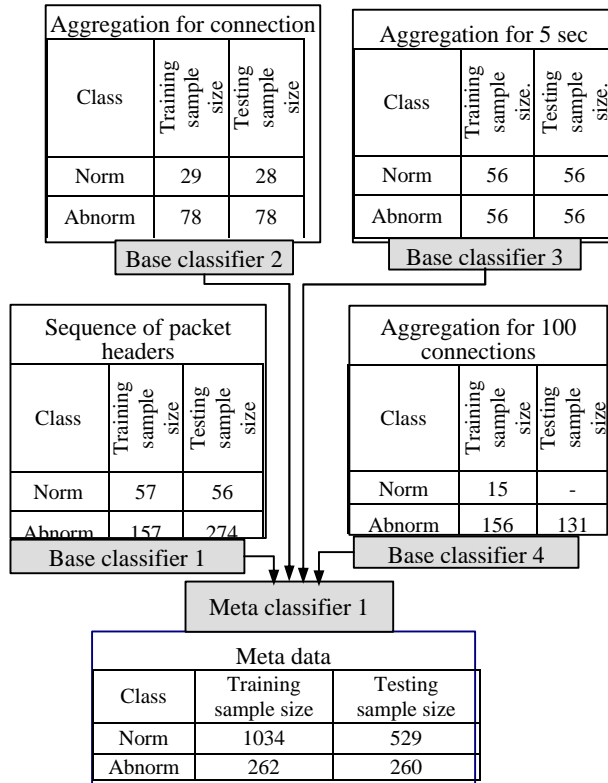 Aggregation for connection
Class
Training sample size
Testing sample size
Norm 29 28
Abnorm 78 78
Base classifier 2
Aggregation for 5 sec
Class
Training sample size.
Testing sample size.
Norm 56 56
Abnorm 56 56
Base classifier 3
Sequence of packet
headers
Class
Training sample size
Testing sample size
Norm 57 56
Abnorm 157 274
Base classifier 1
Aggregation for 100
connections
Class
Training sample size
Testing sample size
Norm 15 -
Abnorm 156 131
Base classifier 4
Meta classifier 1
Meta data
Class
Training
sample size
Testing
sample size
Norm 1034 529
Abnorm 262 260